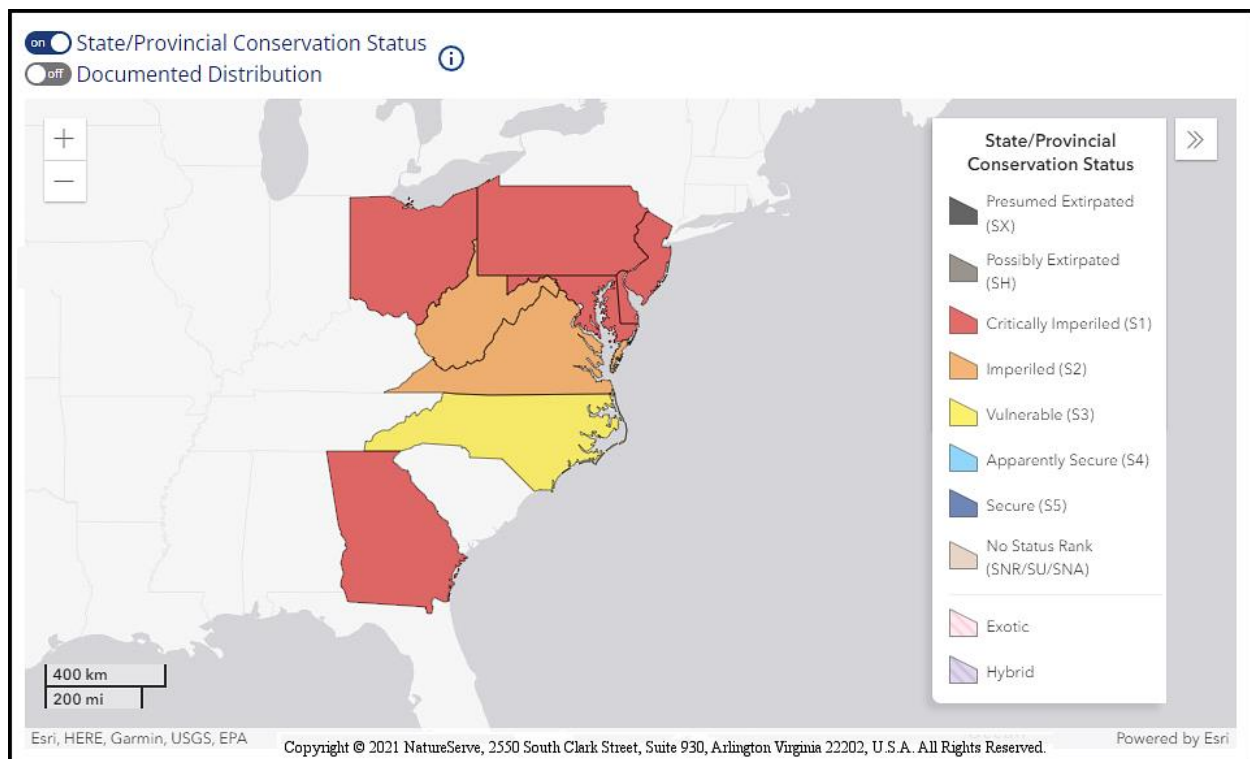 on State/Provincial Conservation Status
off Documented Distribution
+
−
State/Provincial
Conservation Status
Presumed Extirpated
(SX)
Possibly Extirpated
(SH)
Critically Imperiled (S1)
Imperiled (S2)
Vulnerable (S3)
Apparently Secure (S4)
Secure (S5)
No Status Rank
(SNR/SU/SNA)
Exotic
Hybrid
400 km
200 mi
Esri, HERE, Garmin, USGS, EPA
Copyright © 2021 NatureServe, 2550 South Clark Street, Suite 930, Arlington Virginia 22202, U.S.A. All Rights Reserved.
Powered by Esri